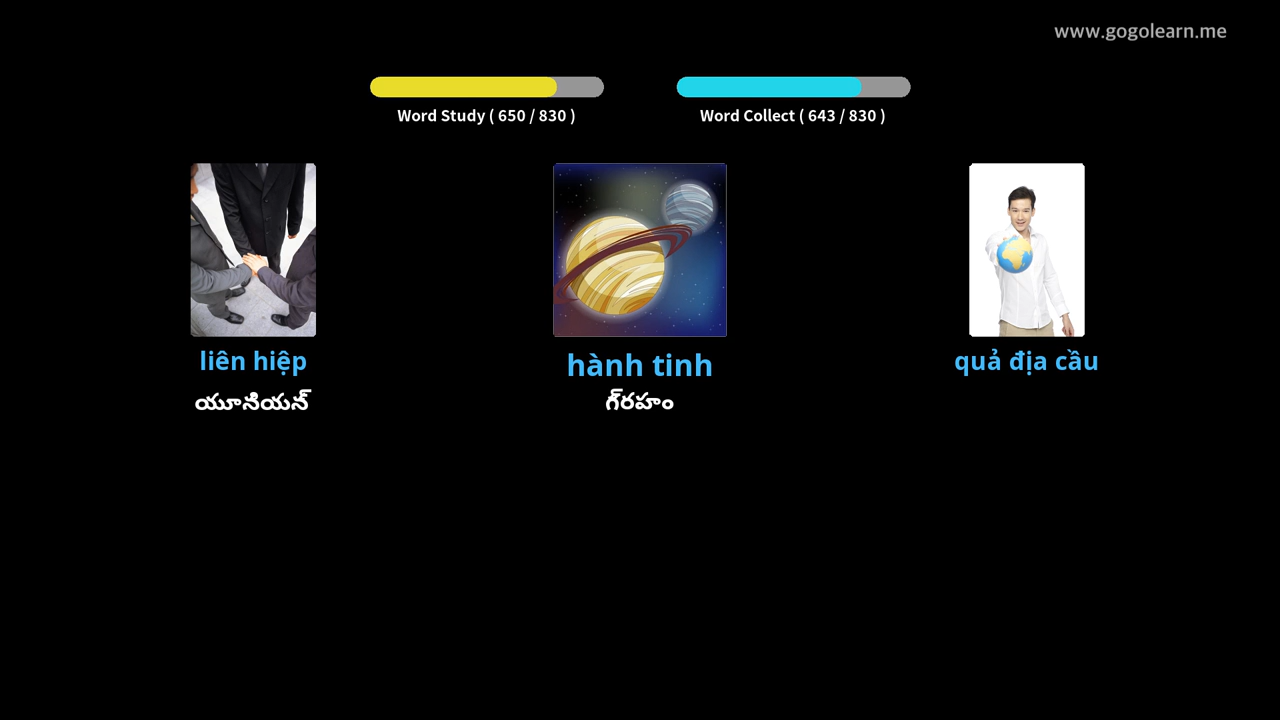 www.gogolearn.me
Word Study ( 650 / 830 )
Word Collect ( 643 / 830 )
liên hiệp
hành tinh
quả địa cầu
యూనియన్
గ్రహం